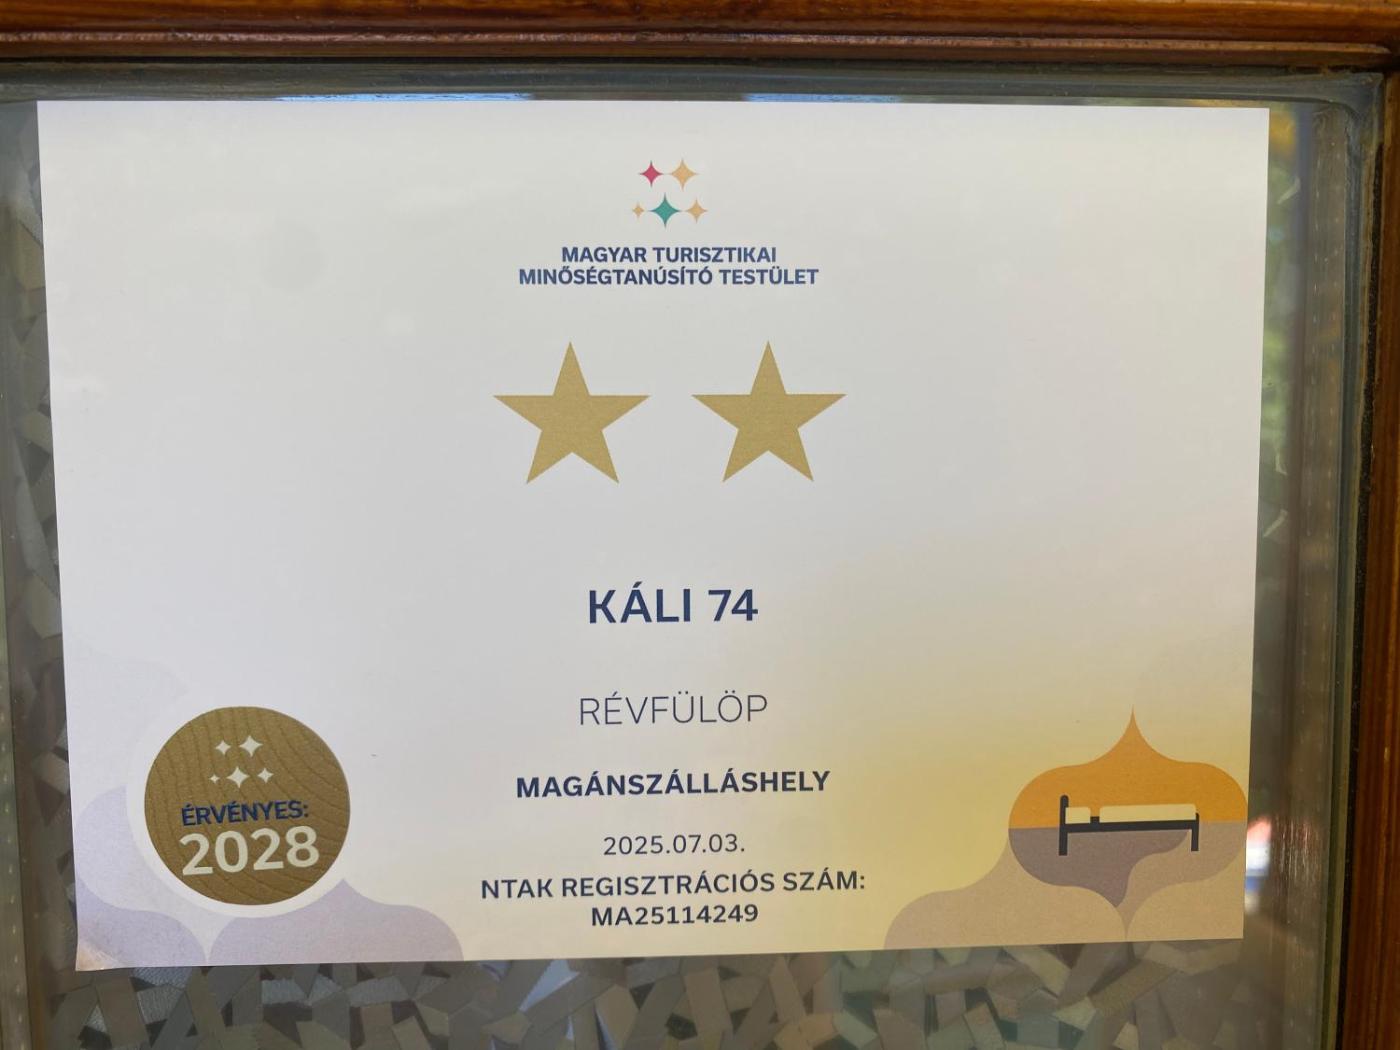 MAGYAR TURISZTIKAI
MINŐSÉGTANÚSÍTÓ TESTÜLET
KÁLI 74
RÉVFÜLÖP
MAGÁNSZÁLLÁSHELY
2025.07.03.
NTAK REGISZTRÁCIÓS SZÁM:
MA25114249
ÉRVÉNYES:
2028